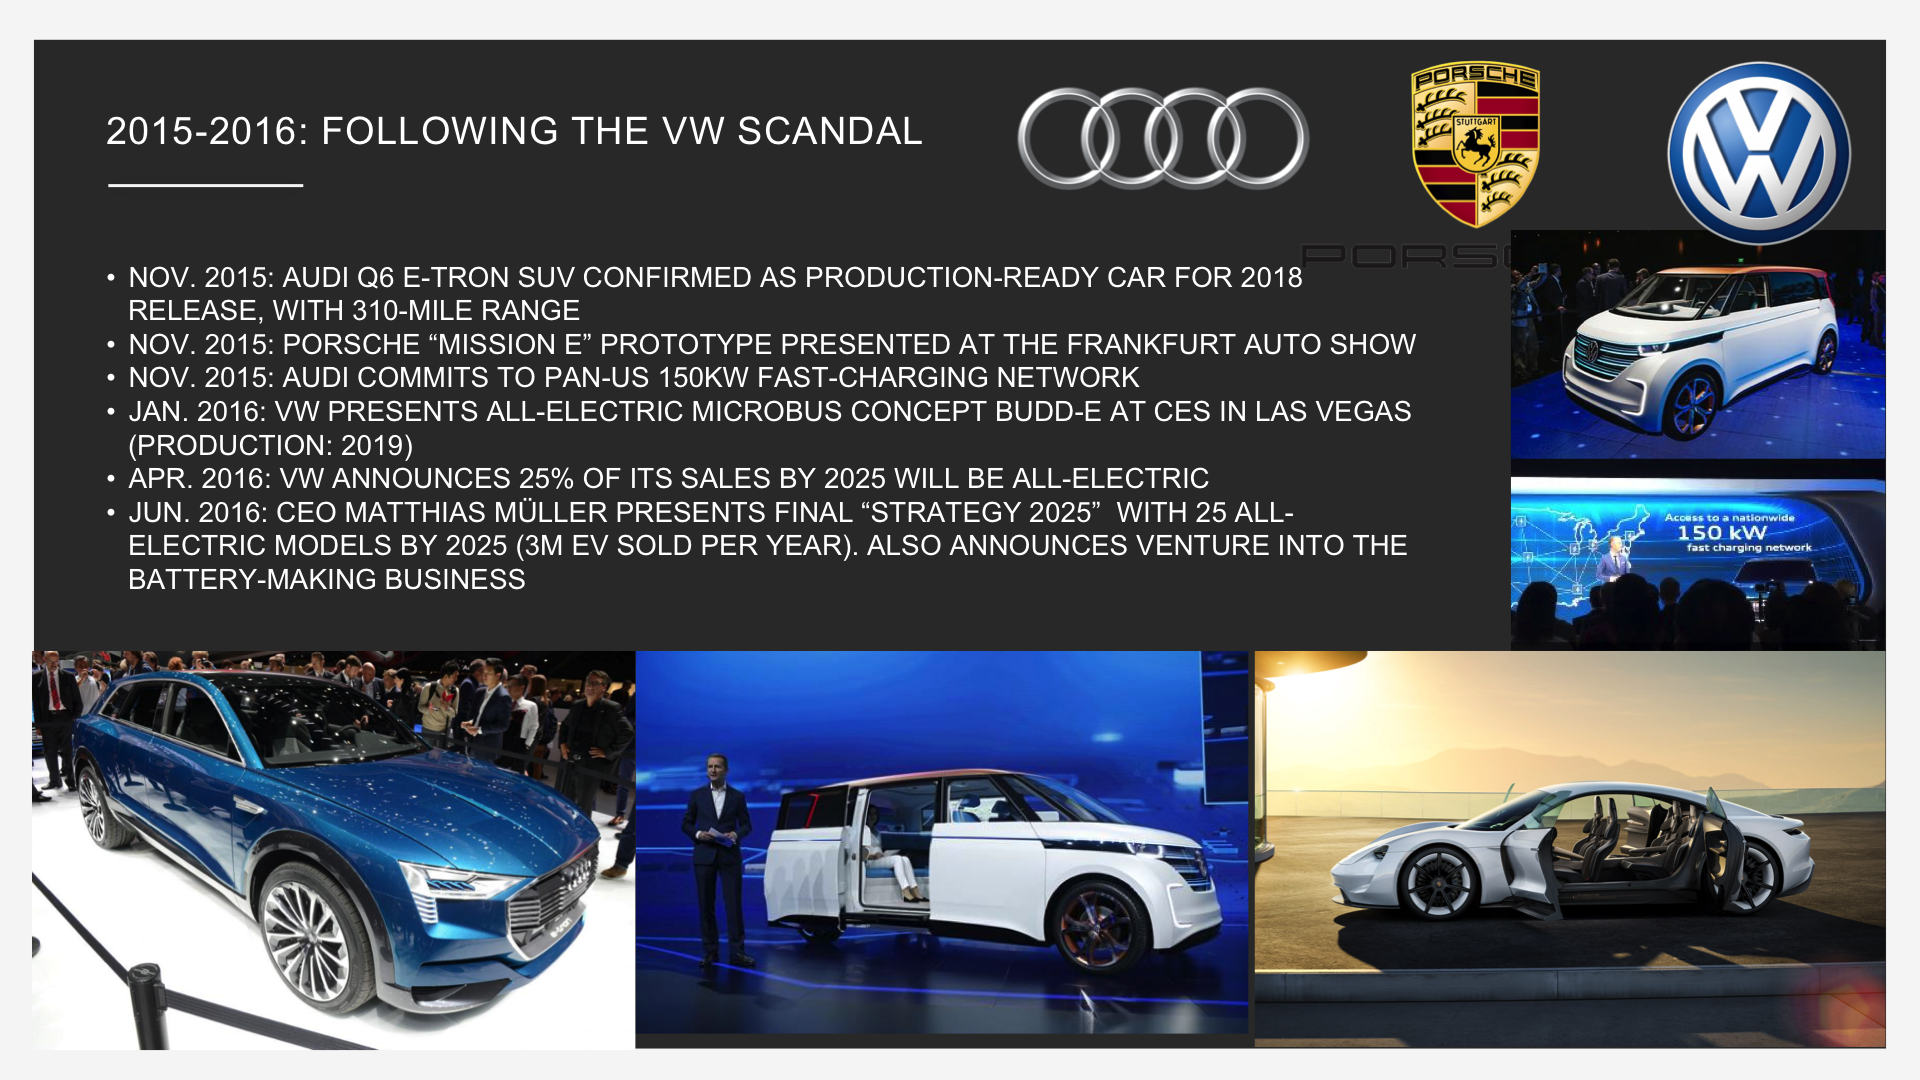 2015-2016: FOLLOWING THE VW SCANDAL
PORSCHE
STUTTGART
PORS
• NOV. 2015: AUDI Q6 E-TRON SUV CONFIRMED AS PRODUCTION-READY CAR FOR 2018
RELEASE, WITH 310-MILE RANGE
• NOV. 2015: PORSCHE “MISSION E” PROTOTYPE PRESENTED AT THE FRANKFURT AUTO SHOW
• NOV. 2015: AUDI COMMITS TO PAN-US 150KW FAST-CHARGING NETWORK
• JAN. 2016: VW PRESENTS ALL-ELECTRIC MICROBUS CONCEPT BUDD-E AT CES IN LAS VEGAS
(PRODUCTION: 2019)
• APR. 2016: VW ANNOUNCES 25% OF ITS SALES BY 2025 WILL BE ALL-ELECTRIC
• JUN. 2016: CEO MATTHIAS MÜLLER PRESENTS FINAL “STRATEGY 2025”  WITH 25 ALL-
ELECTRIC MODELS BY 2025 (3M EV SOLD PER YEAR). ALSO ANNOUNCES VENTURE INTO THE
BATTERY-MAKING BUSINESS
Access to a nationwide
150 kW
fast charging network
e-tron